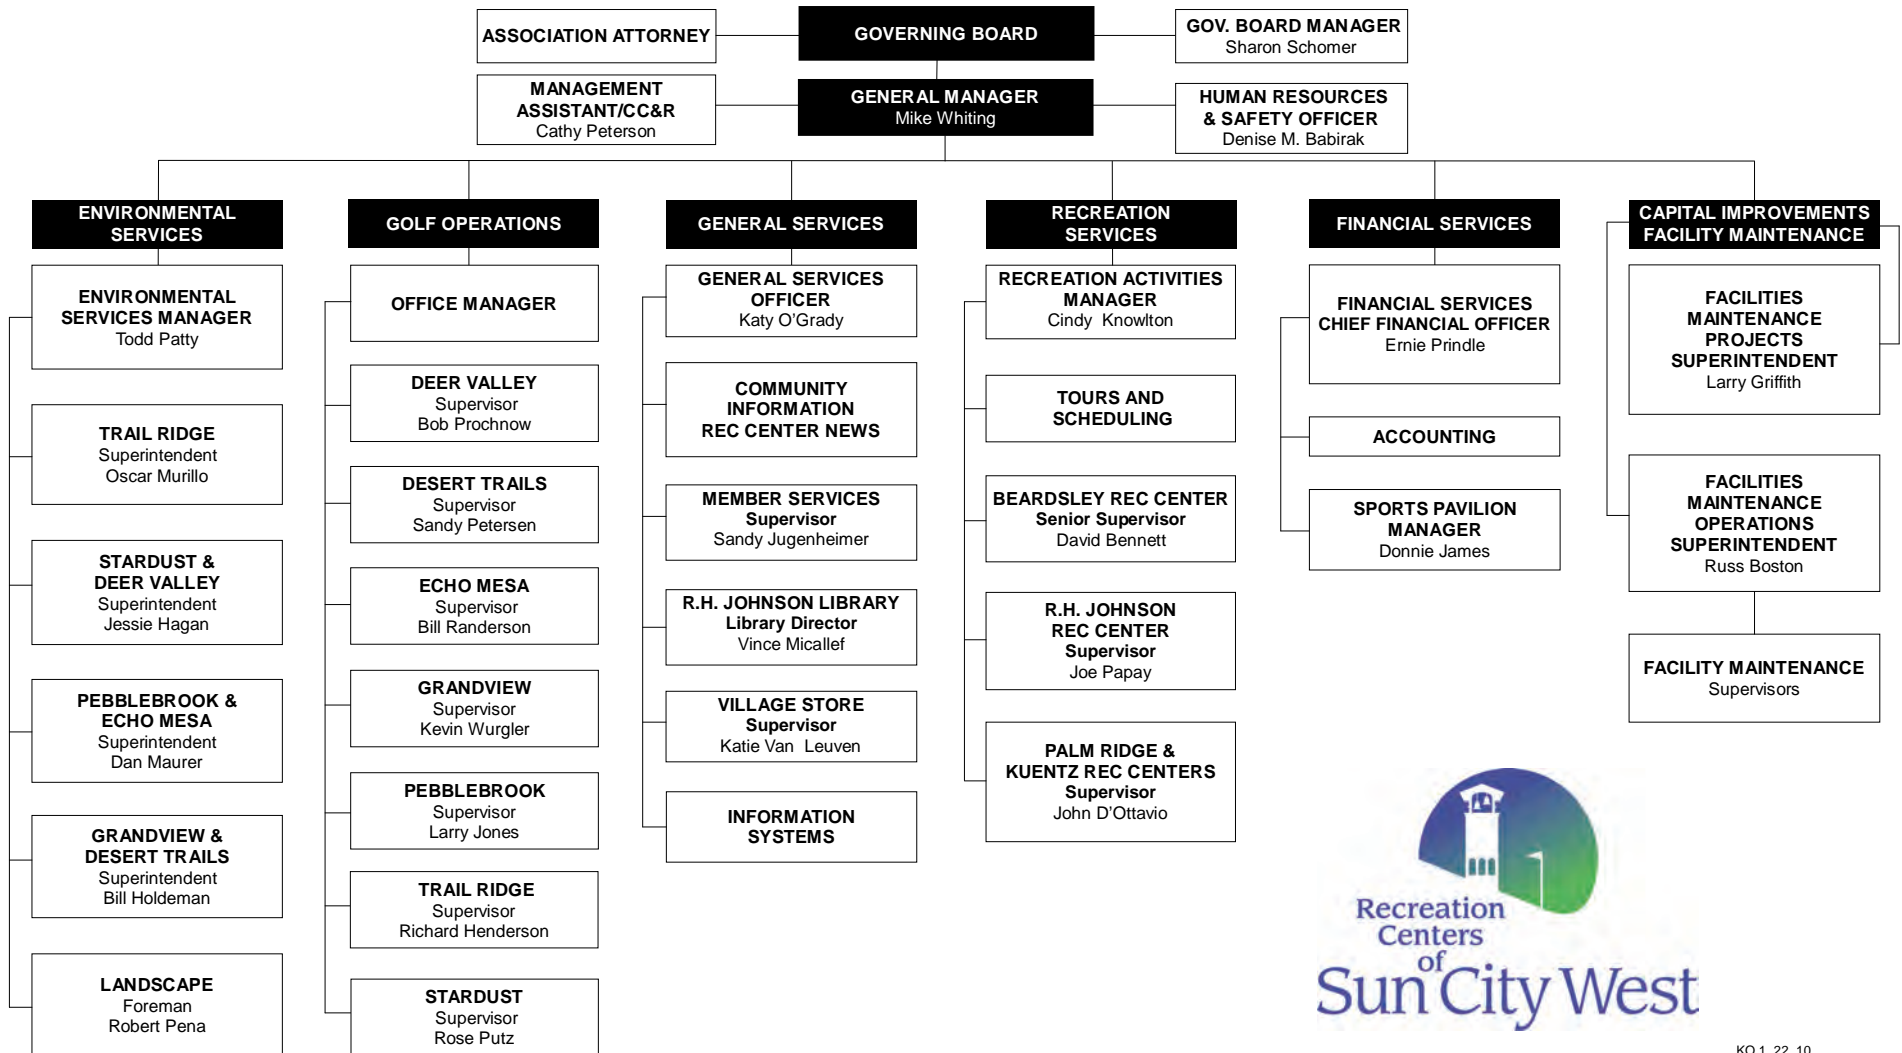 ASSOCIATION ATTORNEY
GOVERNING BOARD
GOV. BOARD MANAGER
Sharon Schomer
MANAGEMENT
ASSISTANT/CC&R
Cathy Peterson
GENERAL MANAGER
Mike Whiting
HUMAN RESOURCES
& SAFETY OFFICER
Denise M. Babirak
ENVIRONMENTAL
SERVICES
ENVIRONMENTAL
SERVICES MANAGER
Todd Patty
TRAIL RIDGE
Superintendent
Oscar Murillo
STARDUST &
DEER VALLEY
Superintendent
Jessie Hagan
PEBBLEBROOK &
ECHO MESA
Superintendent
Dan Maurer
GRANDVIEW &
DESERT TRAILS
Superintendent
Bill Holdeman
LANDSCAPE
Foreman
Robert Pena
GOLF OPERATIONS
OFFICE MANAGER
DEER VALLEY
Supervisor
Bob Prochnow
DESERT TRAILS
Supervisor
Sandy Petersen
ECHO MESA
Supervisor
Bill Randerson
GRANDVIEW
Supervisor
Kevin Wurgler
PEBBLEBROOK
Supervisor
Larry Jones
TRAIL RIDGE
Supervisor
Richard Henderson
STARDUST
Supervisor
Rose Putz
GENERAL SERVICES
GENERAL SERVICES
OFFICER
Katy O'Grady
COMMUNITY
INFORMATION
REC CENTER NEWS
MEMBER SERVICES
Supervisor
Sandy Jugenheimer
R.H. JOHNSON LIBRARY
Library Director
Vince Micallef
VILLAGE STORE
Supervisor
Katie Van Leuven
INFORMATION
SYSTEMS
RECREATION
SERVICES
RECREATION ACTIVITIES
MANAGER
Cindy Knowlton
TOURS AND
SCHEDULING
BEARDSLEY REC CENTER
Senior Supervisor
David Bennett
R.H. JOHNSON
REC CENTER
Supervisor
Joe Papay
PALM RIDGE &
KUENTZ REC CENTERS
Supervisor
John D'Ottavio
FINANCIAL SERVICES
FINANCIAL SERVICES
CHIEF FINANCIAL OFFICER
Ernie Prindle
ACCOUNTING
SPORTS PAVILION
MANAGER
Donnie James
CAPITAL IMPROVEMENTS
FACILITY MAINTENANCE
FACILITIES
MAINTENANCE
PROJECTS
SUPERINTENDENT
Larry Griffith
FACILITIES
MAINTENANCE
OPERATIONS
SUPERINTENDENT
Russ Boston
FACILITY MAINTENANCE
Supervisors
Recreation
Centers
of
Sun City West
KO 1_22_10